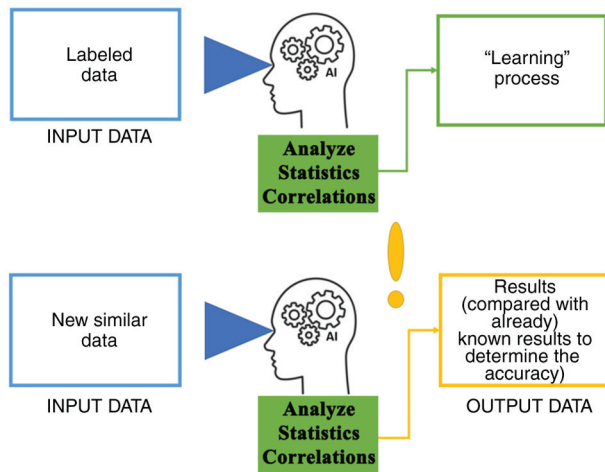 Labeled
data
INPUT DATA
AI
Analyze
Statistics
Correlations
“Learning”
process
New similar
data
INPUT DATA
AI
Analyze
Statistics
Correlations
Results
(compared with
already)
known results to
determine the
accuracy)
OUTPUT DATA